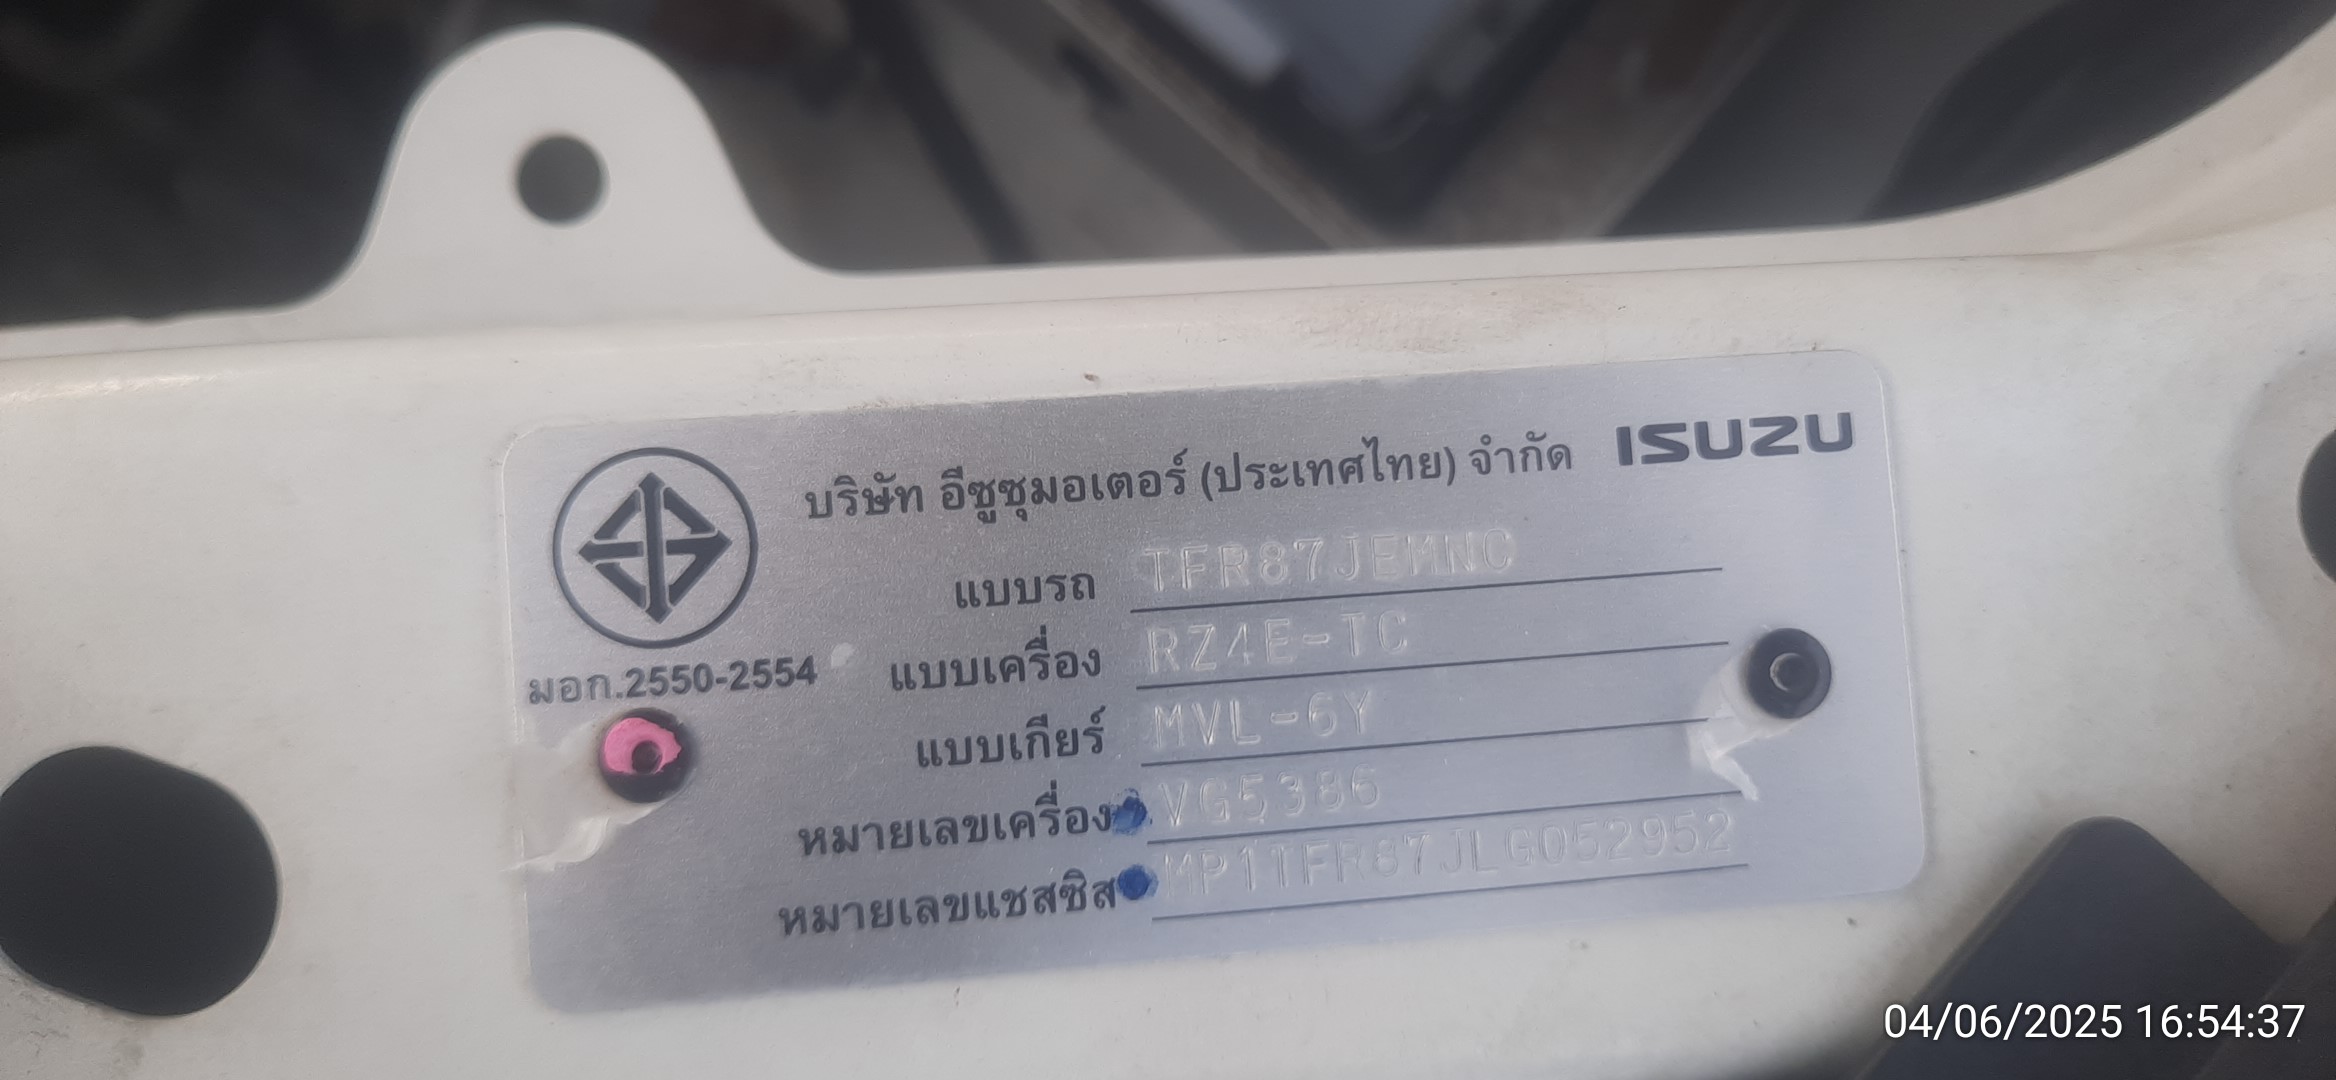 บริษัท อีซูซุมอเตอร์ (ประเทศไทย) จำกัด ISUZU
แบบรถ TFR87JEMNC
มอก.2550-2554
แบบเครื่อง RZ4E-TC
แบบเกียร์ MVL-6Y
หมายเลขเครื่อง VG5386
หมายเลขแชสซิส MP1TFR87JLG052952
04/06/2025 16:54:37